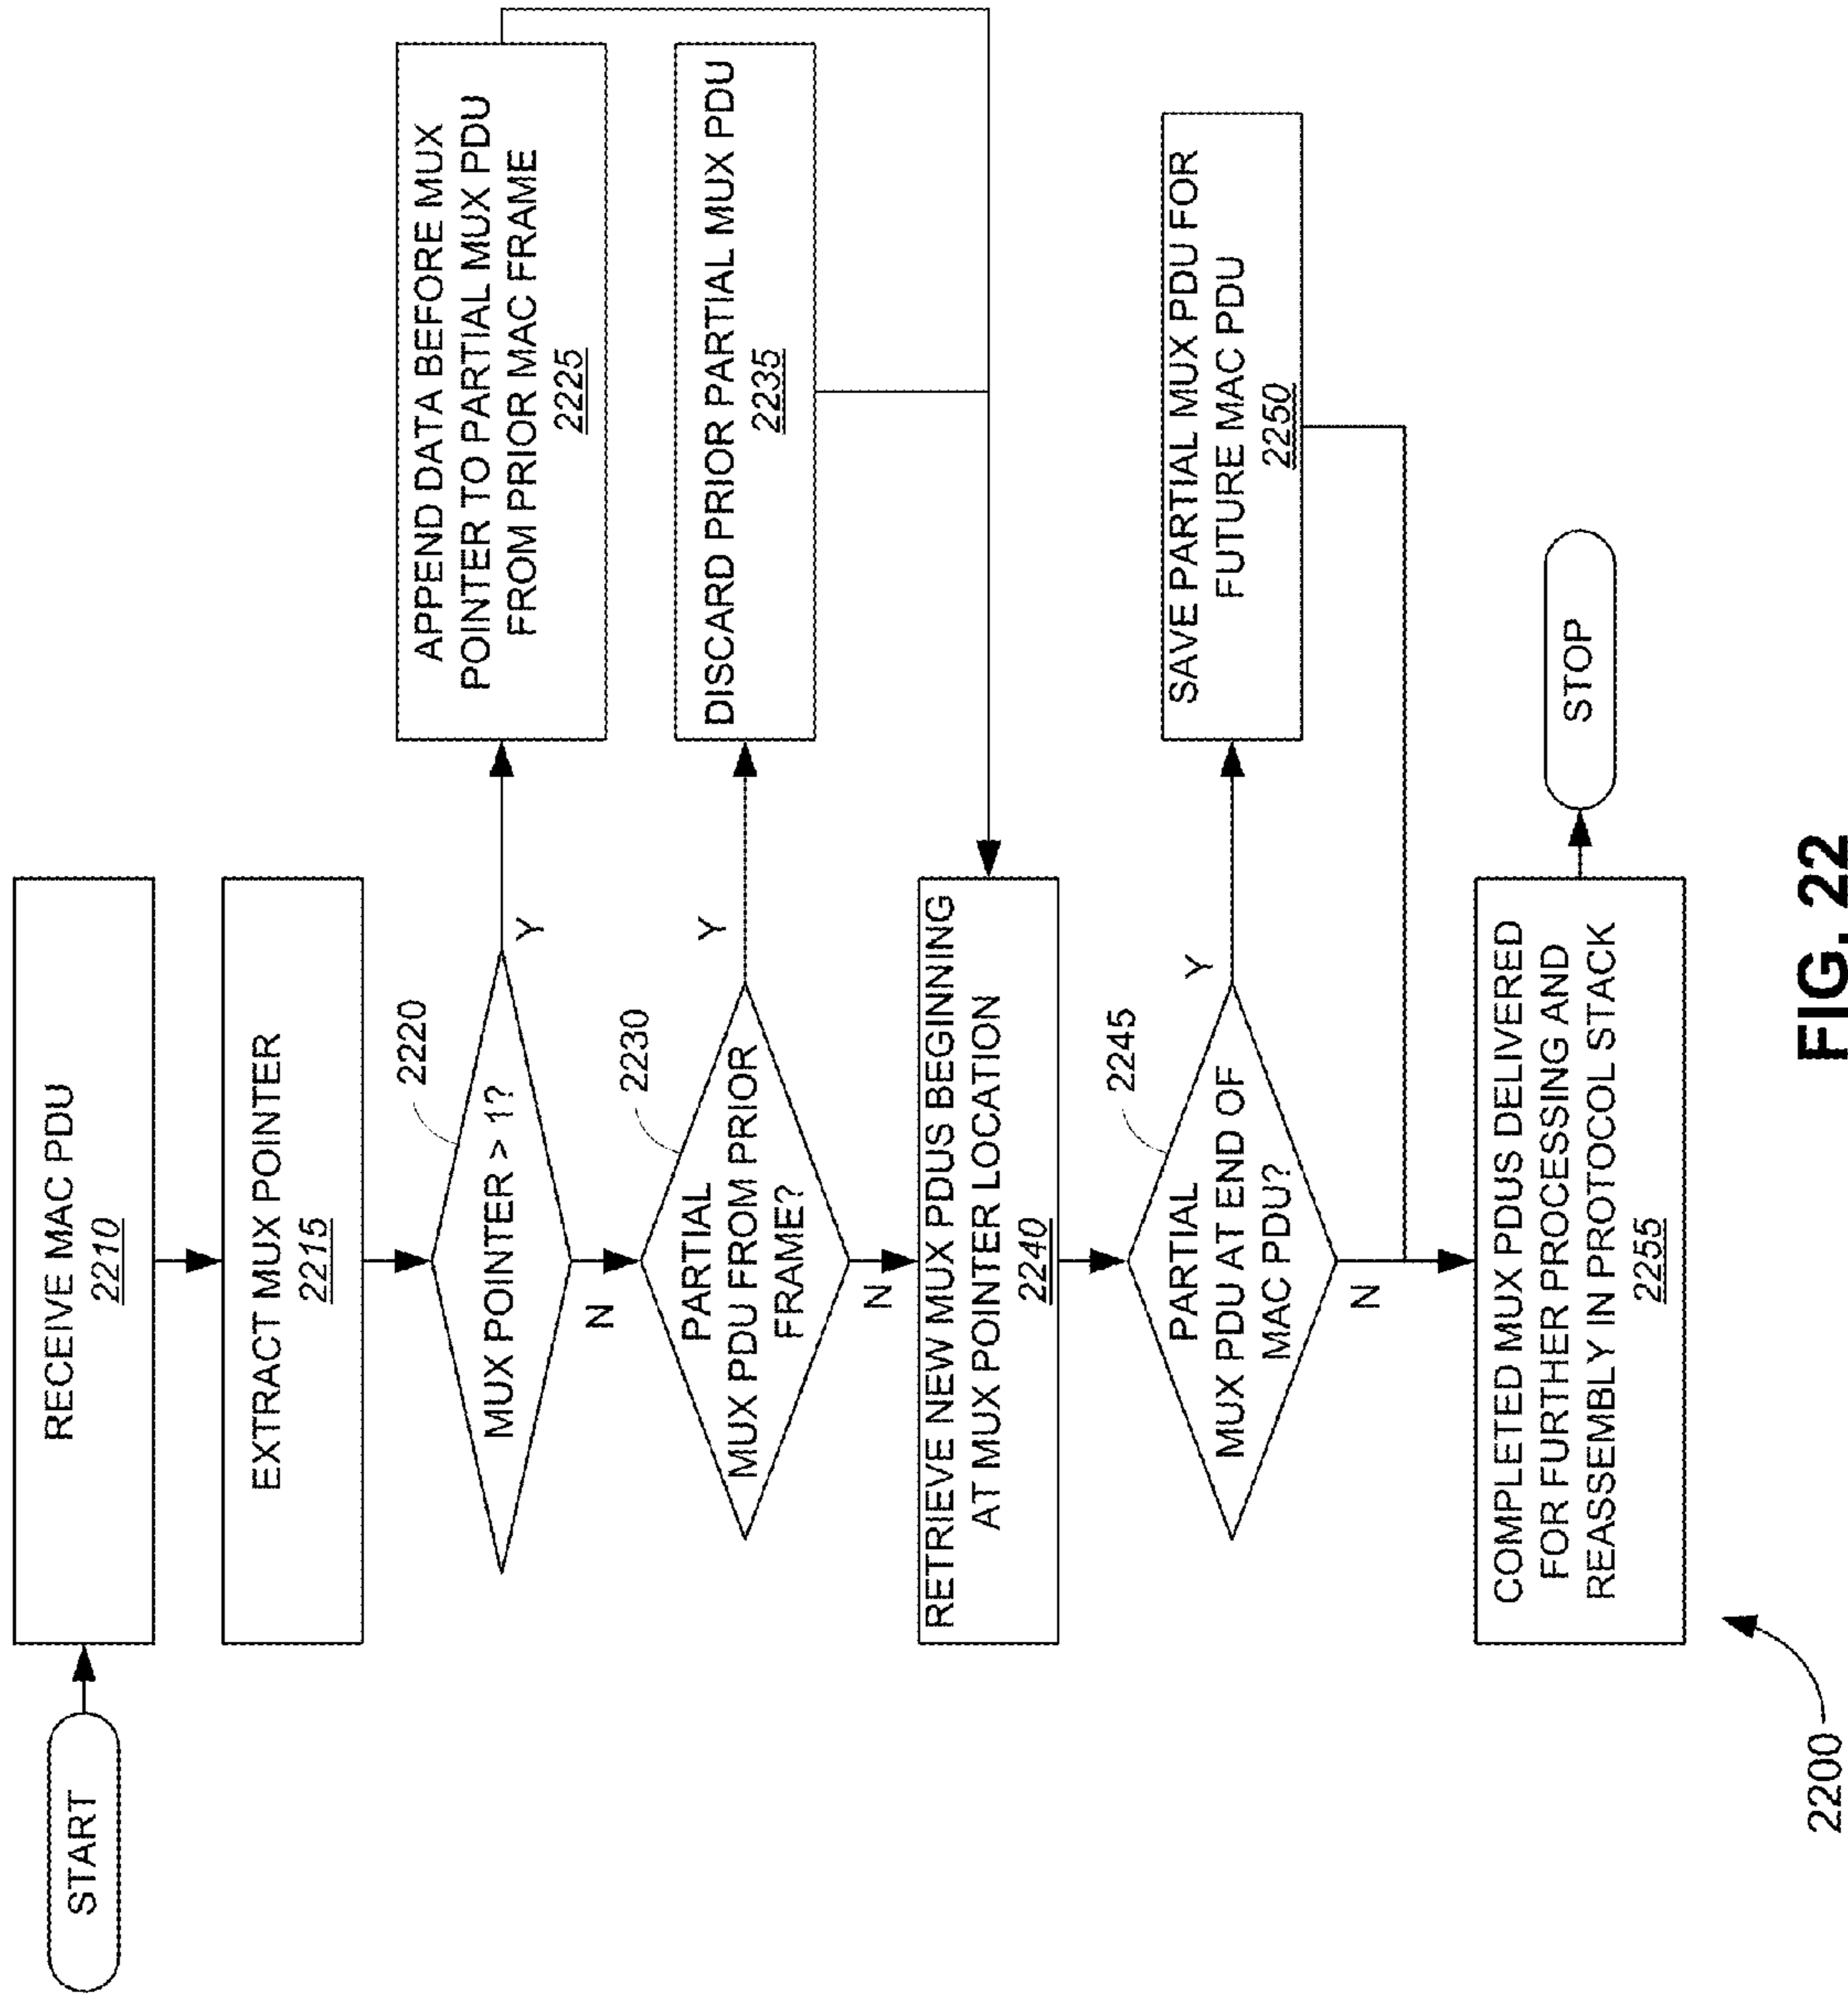 START
RECEIVE MAC PDU
2210
EXTRACT MUX POINTER
2215
2220
MUX POINTER > 1?
Y
N
APPEND DATA BEFORE MUX
POINTER TO PARTIAL MUX PDU
FROM PRIOR MAC FRAME
2225
2230
PARTIAL
MUX PDU FROM PRIOR
FRAME?
Y
N
DISCARD PRIOR PARTIAL MUX PDU
2235
RETRIEVE NEW MUX PDUS BEGINNING
AT MUX POINTER LOCATION
2240
2245
PARTIAL
MUX PDU AT END OF
MAC PDU?
Y
N
SAVE PARTIAL MUX PDU FOR
FUTURE MAC PDU
2250
COMPLETED MUX PDUS DELIVERED
FOR FURTHER PROCESSING AND
REASSEMBLY IN PROTOCOL STACK
2255
STOP
2200
FIG. 22